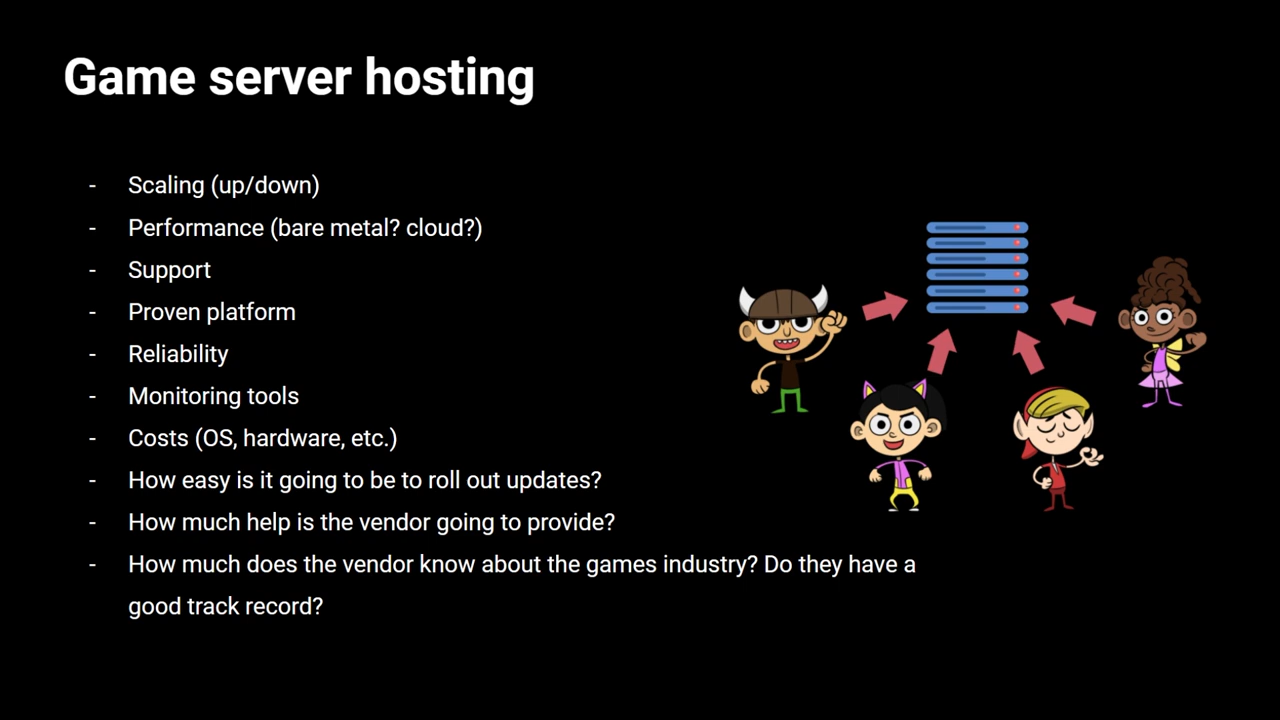 Game server hosting
- Scaling (up/down)
- Performance (bare metal? cloud?)
- Support
- Proven platform
- Reliability
- Monitoring tools
- Costs (OS, hardware, etc.)
- How easy is it going to be to roll out updates?
- How much help is the vendor going to provide?
- How much does the vendor know about the games industry? Do they have a
good track record?